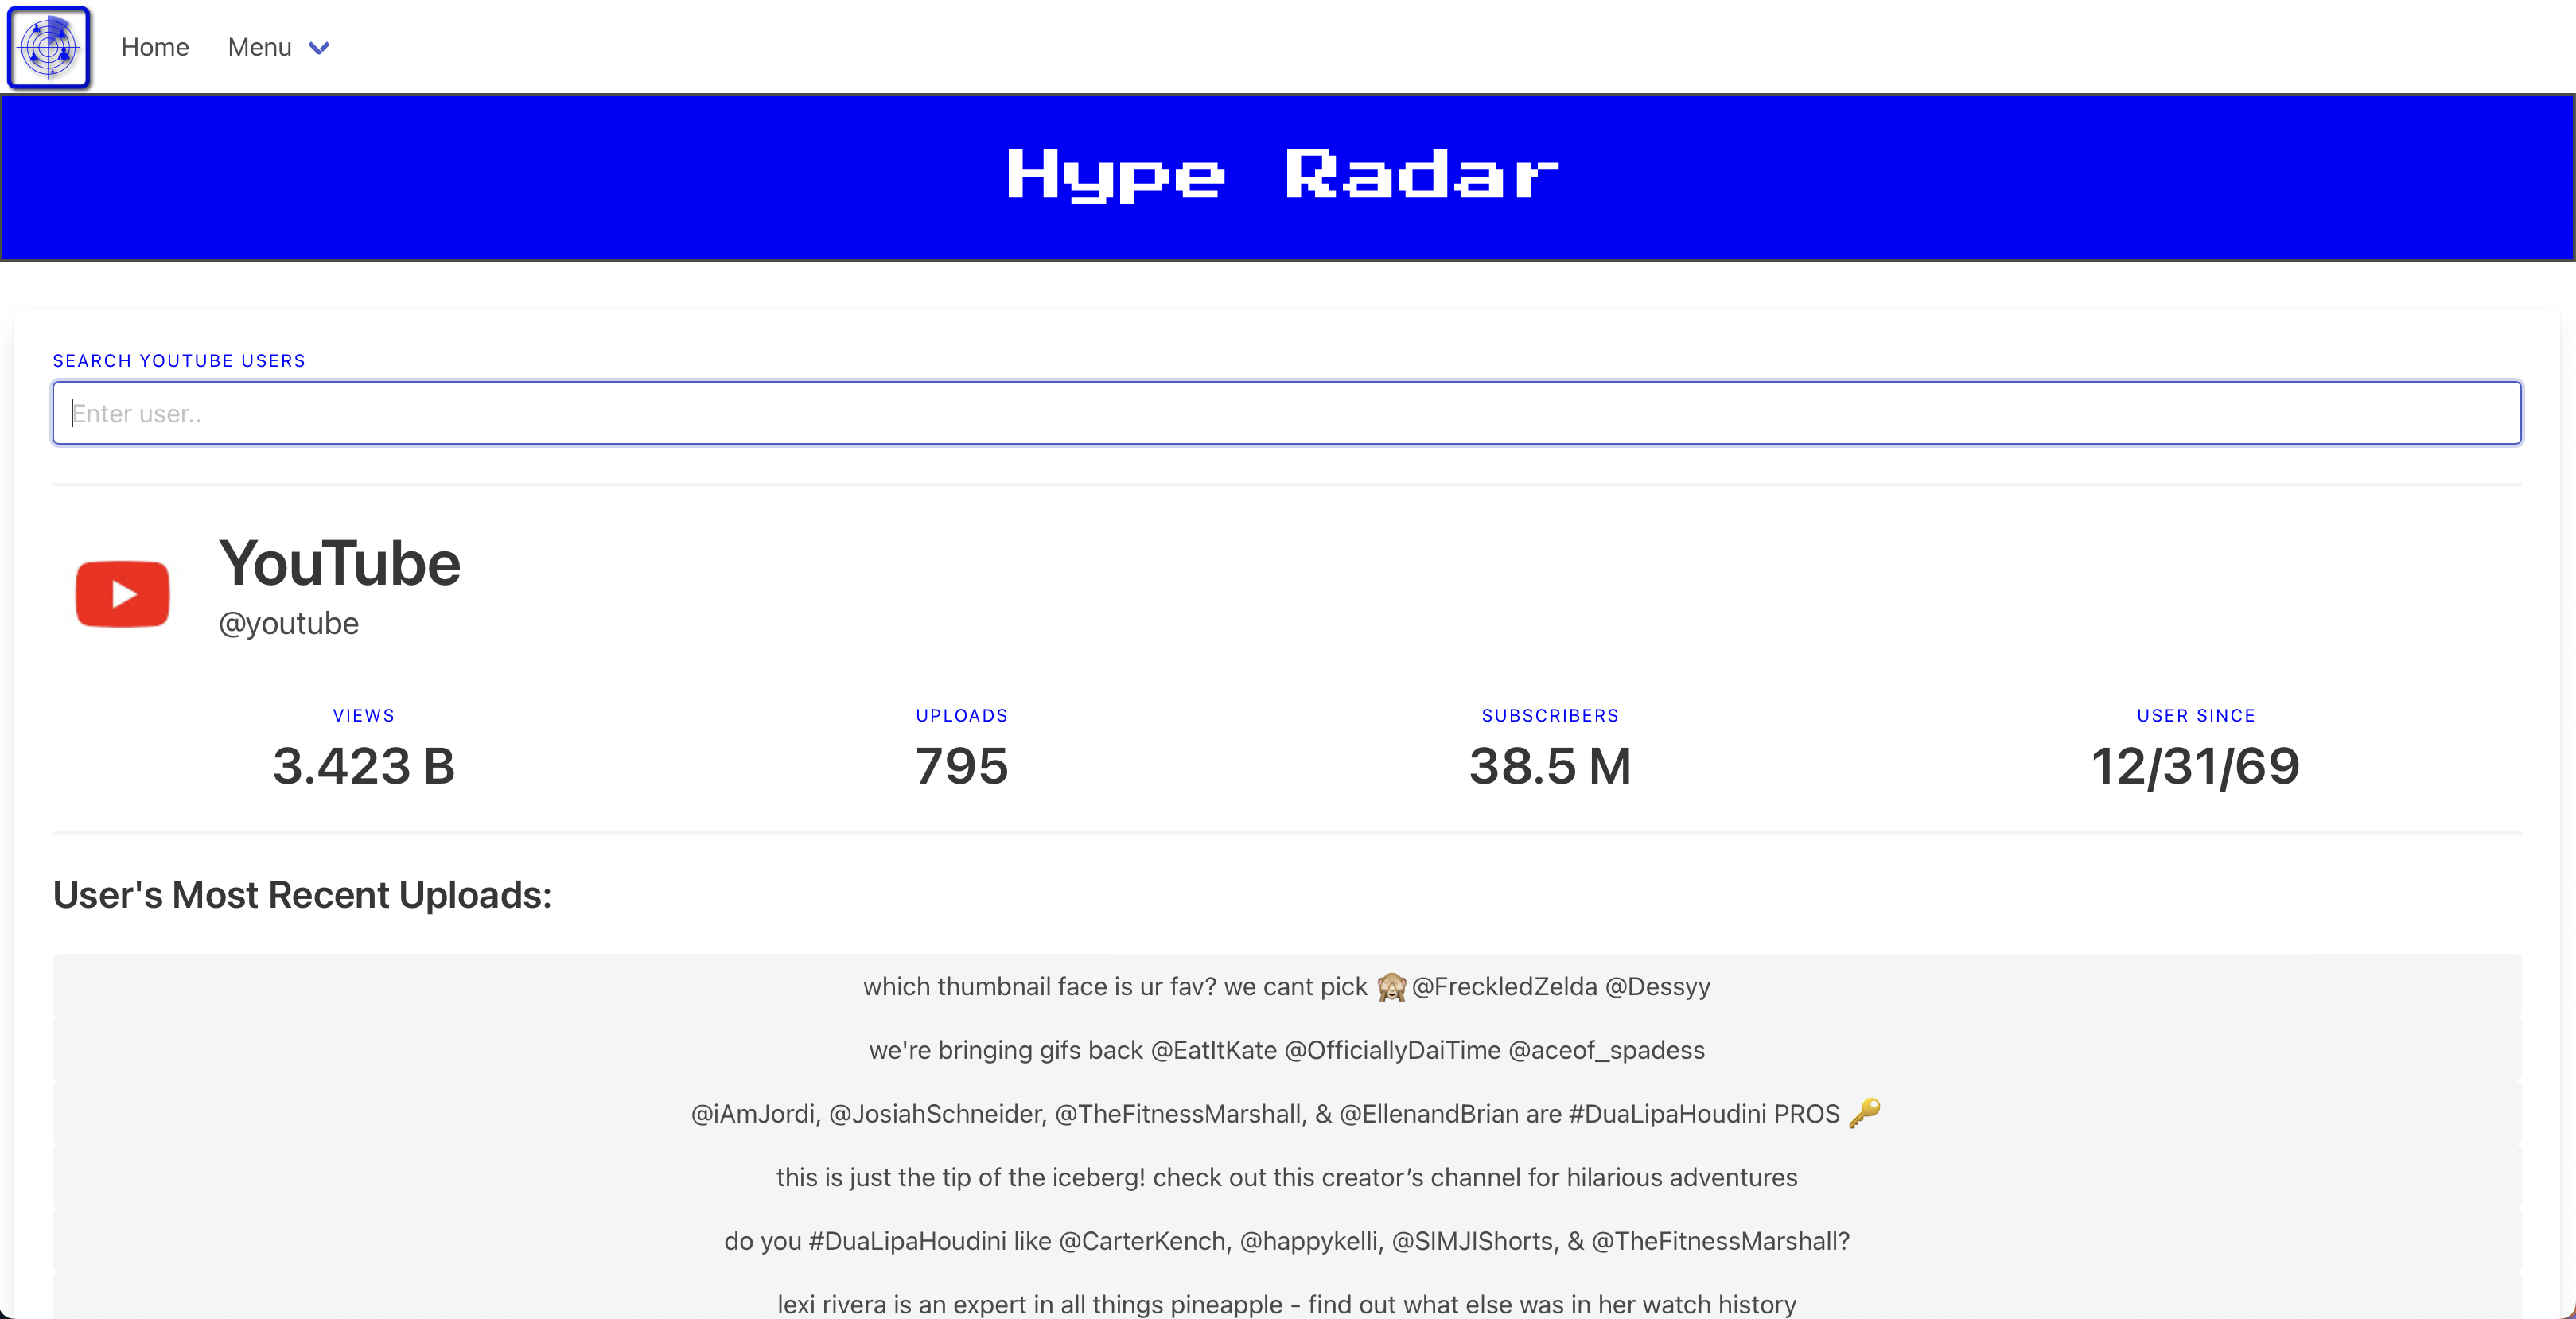 Home Menu
Hype Radar
SEARCH YOUTUBE USERS
Enter user..
YouTube
@youtube
VIEWS UPLOADS SUBSCRIBERS USER SINCE
3.423 B 795 38.5 M 12/31/69
User's Most Recent Uploads:
which thumbnail face is ur fav? we cant pick 🙈 @FreckledZelda @Dessyy
we're bringing gifs back @EatItKate @OfficiallyDaiTime @aceof_spadess
@iAmJordi, @JosiahSchneider, @TheFitnessMarshall, & @EllenandBrian are #DuaLipaHoudini PROS 🔑
this is just the tip of the iceberg! check out this creator’s channel for hilarious adventures
do you #DuaLipaHoudini like @CarterKench, @happykelli, @SIMJIShorts, & @TheFitnessMarshall?
lexi rivera is an expert in all things pineapple - find out what else was in her watch history